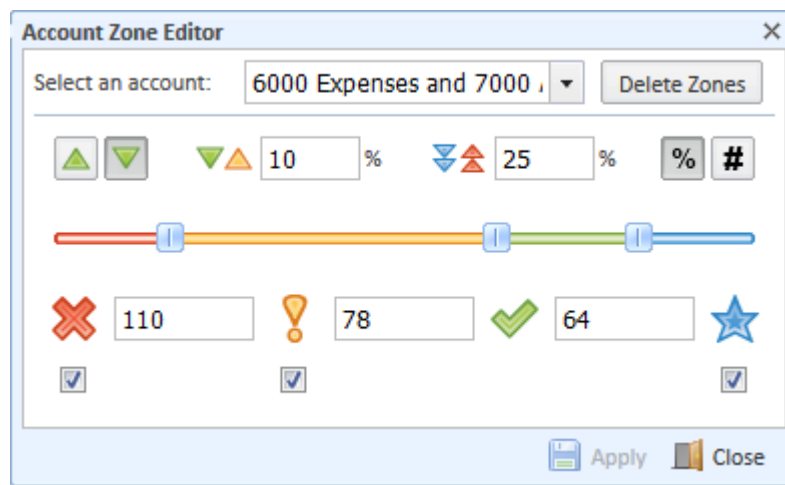 Account Zone Editor
Select an account: 6000 Expenses and 7000 Delete Zones
10 % 25 % % #
110 78 64
Apply Close